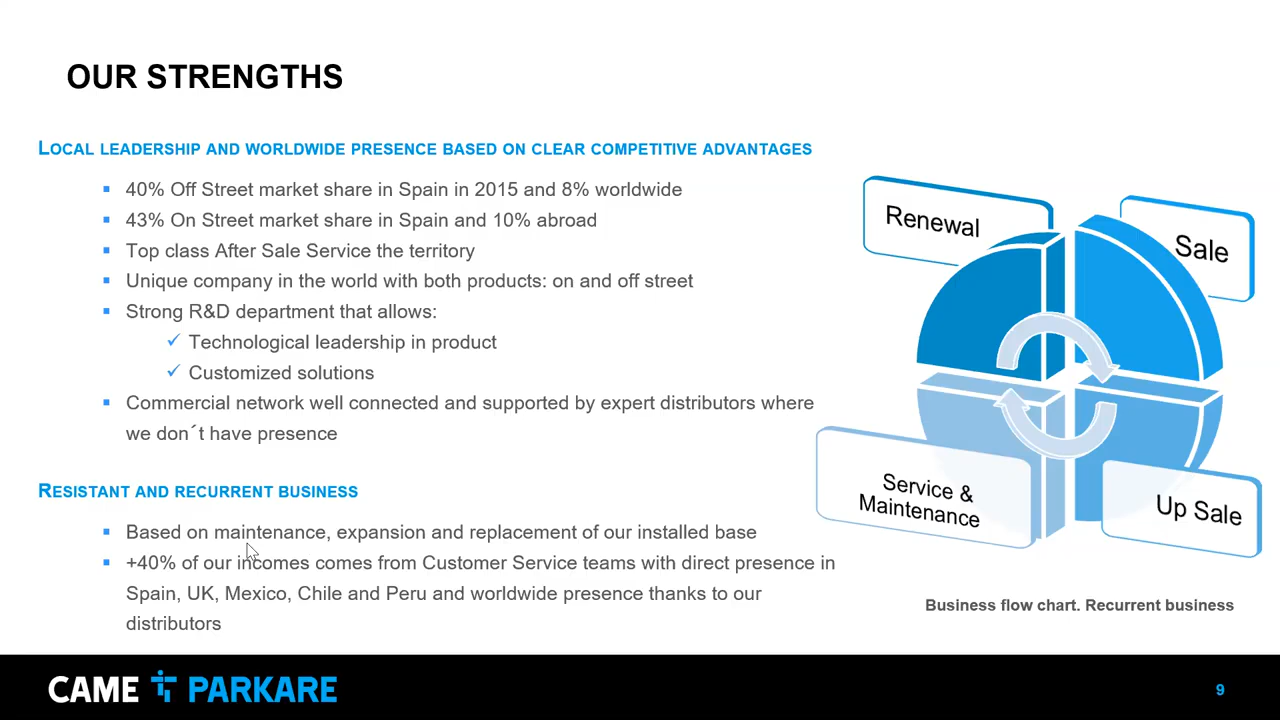 OUR STRENGTHS
LOCAL LEADERSHIP AND WORLDWIDE PRESENCE BASED ON CLEAR COMPETITIVE ADVANTAGES
40% Off Street market share in Spain in 2015 and 8% worldwide
43% On Street market share in Spain and 10% abroad
Top class After Sale Service the territory
Unique company in the world with both products: on and off street
Strong R&D department that allows:
Technological leadership in product
Customized solutions
Commercial network well connected and supported by expert distributors where
we don´t have presence
RESISTANT AND RECURRENT BUSINESS
Based on maintenance, expansion and replacement of our installed base
+40% of our incomes comes from Customer Service teams with direct presence in
Spain, UK, Mexico, Chile and Peru and worldwide presence thanks to our
distributors
Renewal
Sale
Service &
Maintenance
Up Sale
Business flow chart. Recurrent business
CAME PARKARE
9